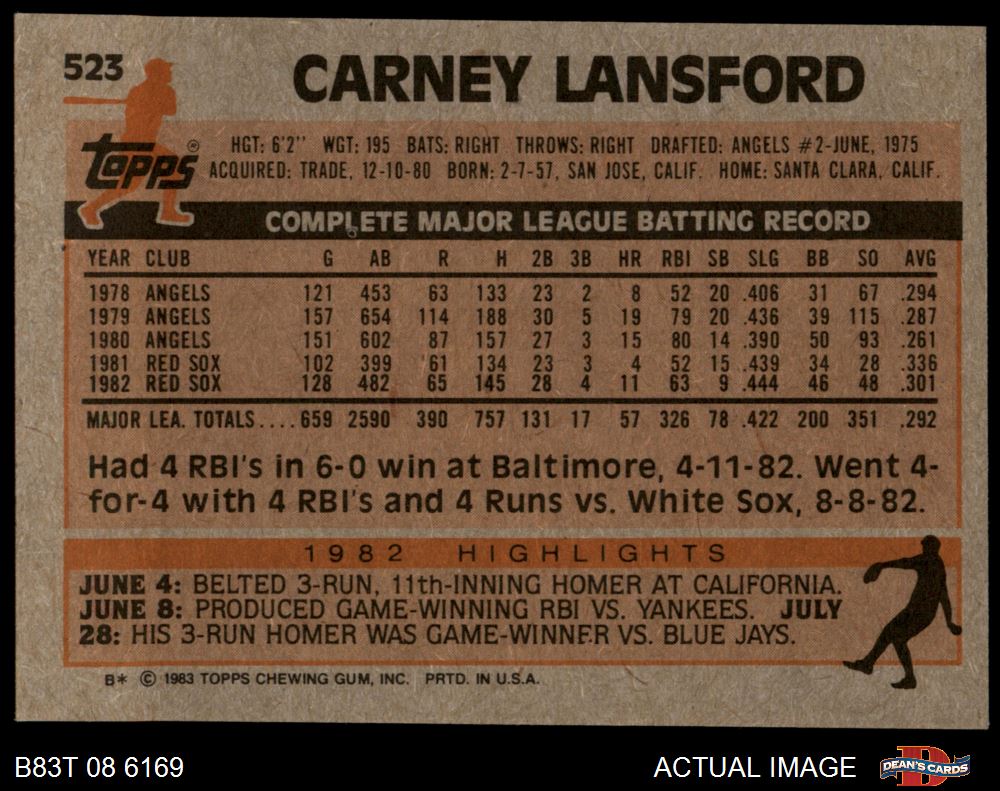 523
CARNEY LANSFORD
topps®
HGT: 6'2" WGT: 195 BATS: RIGHT THROWS: RIGHT DRAFTED: ANGELS #2-JUNE, 1975
ACQUIRED: TRADE, 12-10-80 BORN: 2-7-57, SAN JOSE, CALIF. HOME: SANTA CLARA, CALIF.
COMPLETE MAJOR LEAGUE BATTING RECORD
YEAR CLUB G AB R H 2B 3B HR RBI SB SLG BB SO AVG
1978 ANGELS 121 453 63 133 23 2 8 52 20 .406 31 67 .294
1979 ANGELS 157 654 114 188 30 5 19 79 20 .436 39 115 .287
1980 ANGELS 151 602 87 157 27 3 15 80 14 .390 50 93 .261
1981 RED SOX 102 399 61 134 23 3 4 52 15 .439 34 28 .336
1982 RED SOX 128 482 65 145 28 4 11 63 9 .444 46 48 .301
MAJOR LEA. TOTALS.... 659 2590 390 757 131 17 57 326 78 .422 200 351 .292
Had 4 RBI's in 6-0 win at Baltimore, 4-11-82. Went 4-
for-4 with 4 RBI's and 4 Runs vs. White Sox, 8-8-82.
1982 HIGHLIGHTS
JUNE 4: BELTED 3-RUN, 11th-INNING HOMER AT CALIFORNIA.
JUNE 8: PRODUCED GAME-WINNING RBI VS. YANKEES. JULY
28: HIS 3-RUN HOMER WAS GAME-WINNER VS. BLUE JAYS.
B* © 1983 TOPPS CHEWING GUM, INC. PRTD. IN U.S.A.
B83T 08 6169
ACTUAL IMAGE
D
DEAN'S CARDS